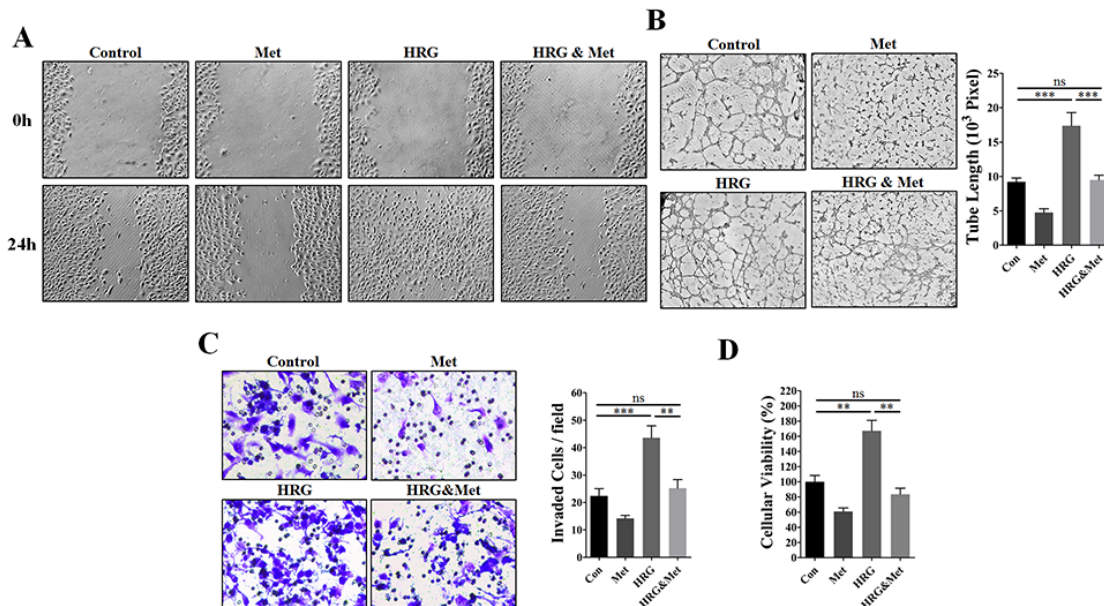 A
Control Met HRG HRG & Met
0h
24h
B
Control Met
HRG HRG & Met
Tube Length (10³ Pixel)
25
20
15
10
5
0
ns
*** ***
Con Met HRG HRG&Met
C
Control Met
HRG HRG&Met
Invaded Cells / field
60
40
20
0
ns
*** **
Con Met HRG HRG&Met
D
Cellular Viability (%)
220
200
180
160
140
120
100
80
60
40
20
0
ns
** **
Con Met HRG HRG&Met